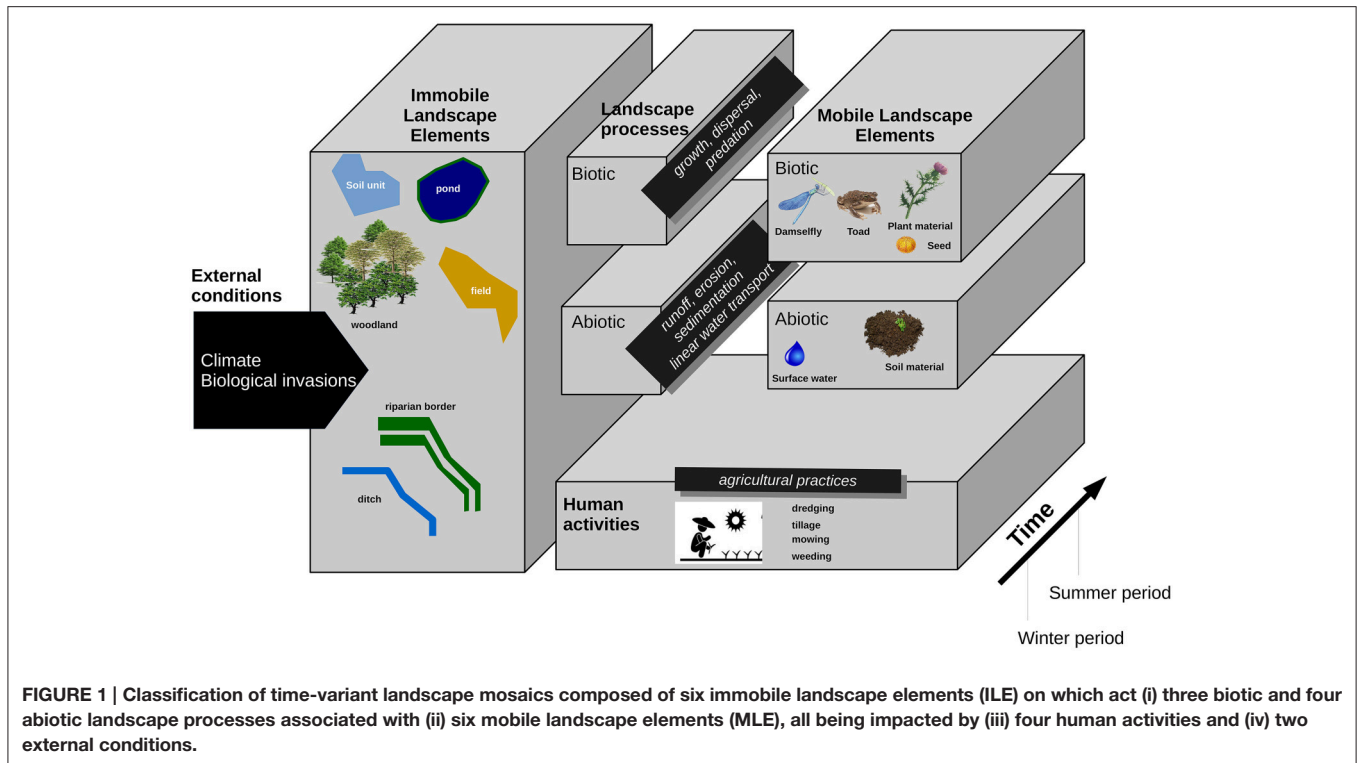 Immobile
Landscape
Elements
Soil unit
pond
woodland
field
riparian border
ditch
External
conditions
Climate
Biological invasions
Landscape
processes
Biotic
growth, dispersal,
predation
Abiotic
runoff, erosion,
sedimentation
linear water transport
Mobile Landscape
Elements
Biotic
Damselfly
Toad
Plant material
Seed
Abiotic
Surface water
Soil material
agricultural practices
Human
activities
dredging
tillage
mowing
weeding
Time
Summer period
Winter period
FIGURE 1 | Classification of time-variant landscape mosaics composed of six immobile landscape elements (ILE) on which act (i) three biotic and four
abiotic landscape processes associated with (ii) six mobile landscape elements (MLE), all being impacted by (iii) four human activities and (iv) two
external conditions.